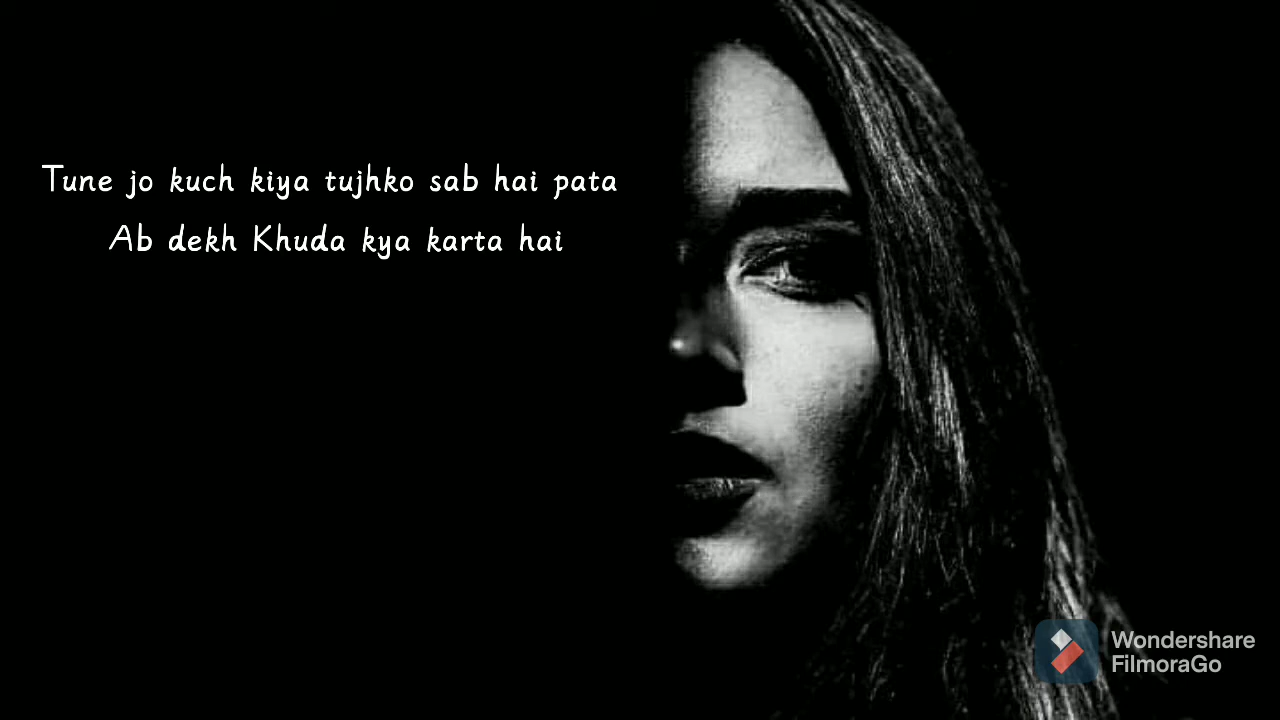 Tune jo kuch kiya tujhko sab hai pata
Ab dekh Khuda kya karta hai
Wondershare
FilmoraGo